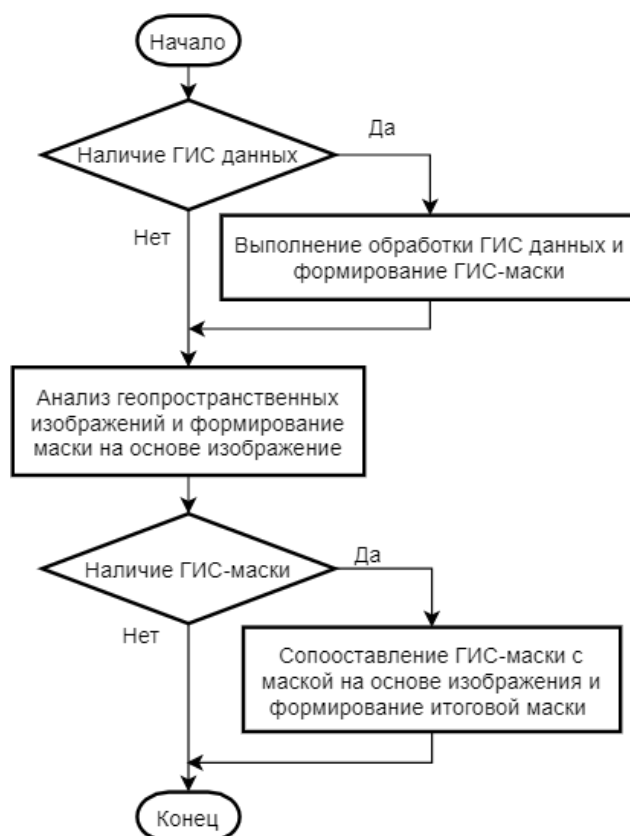 Начало
Наличие ГИС данных
Да
Нет
Выполнение обработки ГИС данных и
формирование ГИС-маски
Анализ геопространственных
изображений и формирование
маски на основе изображение
Наличие ГИС-маски
Да
Нет
Сопооставление ГИС-маски с
маской на основе изображения и
формирование итоговой маски
Конец